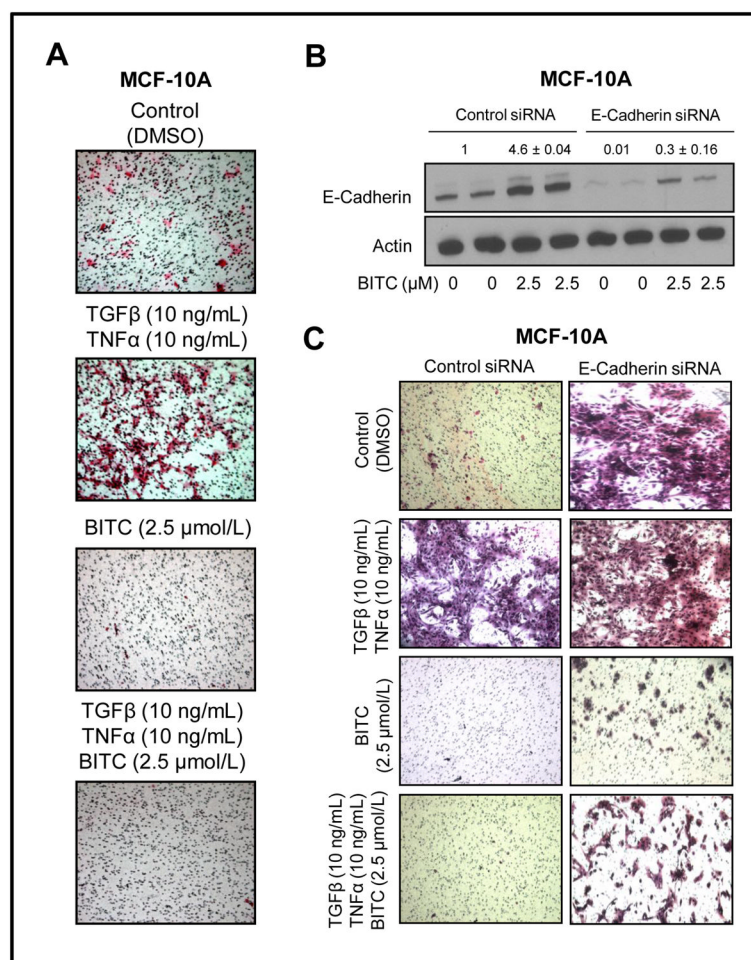 A
MCF-10A
Control
(DMSO)
TGFβ (10 ng/mL)
TNFα (10 ng/mL)
BITC (2.5 µmol/L)
TGFβ (10 ng/mL)
TNFα (10 ng/mL)
BITC (2.5 µmol/L)
B
MCF-10A
Control siRNA E-Cadherin siRNA
1 4.6 ± 0.04 0.01 0.3 ± 0.16
E-Cadherin
Actin
BITC (µM) 0 0 2.5 2.5 0 0 2.5 2.5
C
MCF-10A
Control siRNA E-Cadherin siRNA
Control
(DMSO)
TGFβ (10 ng/mL)
TNFα (10 ng/mL)
BITC
(2.5 µmol/L)
TGFβ (10 ng/mL)
TNFα (10 ng/mL)
BITC (2.5 µmol/L)